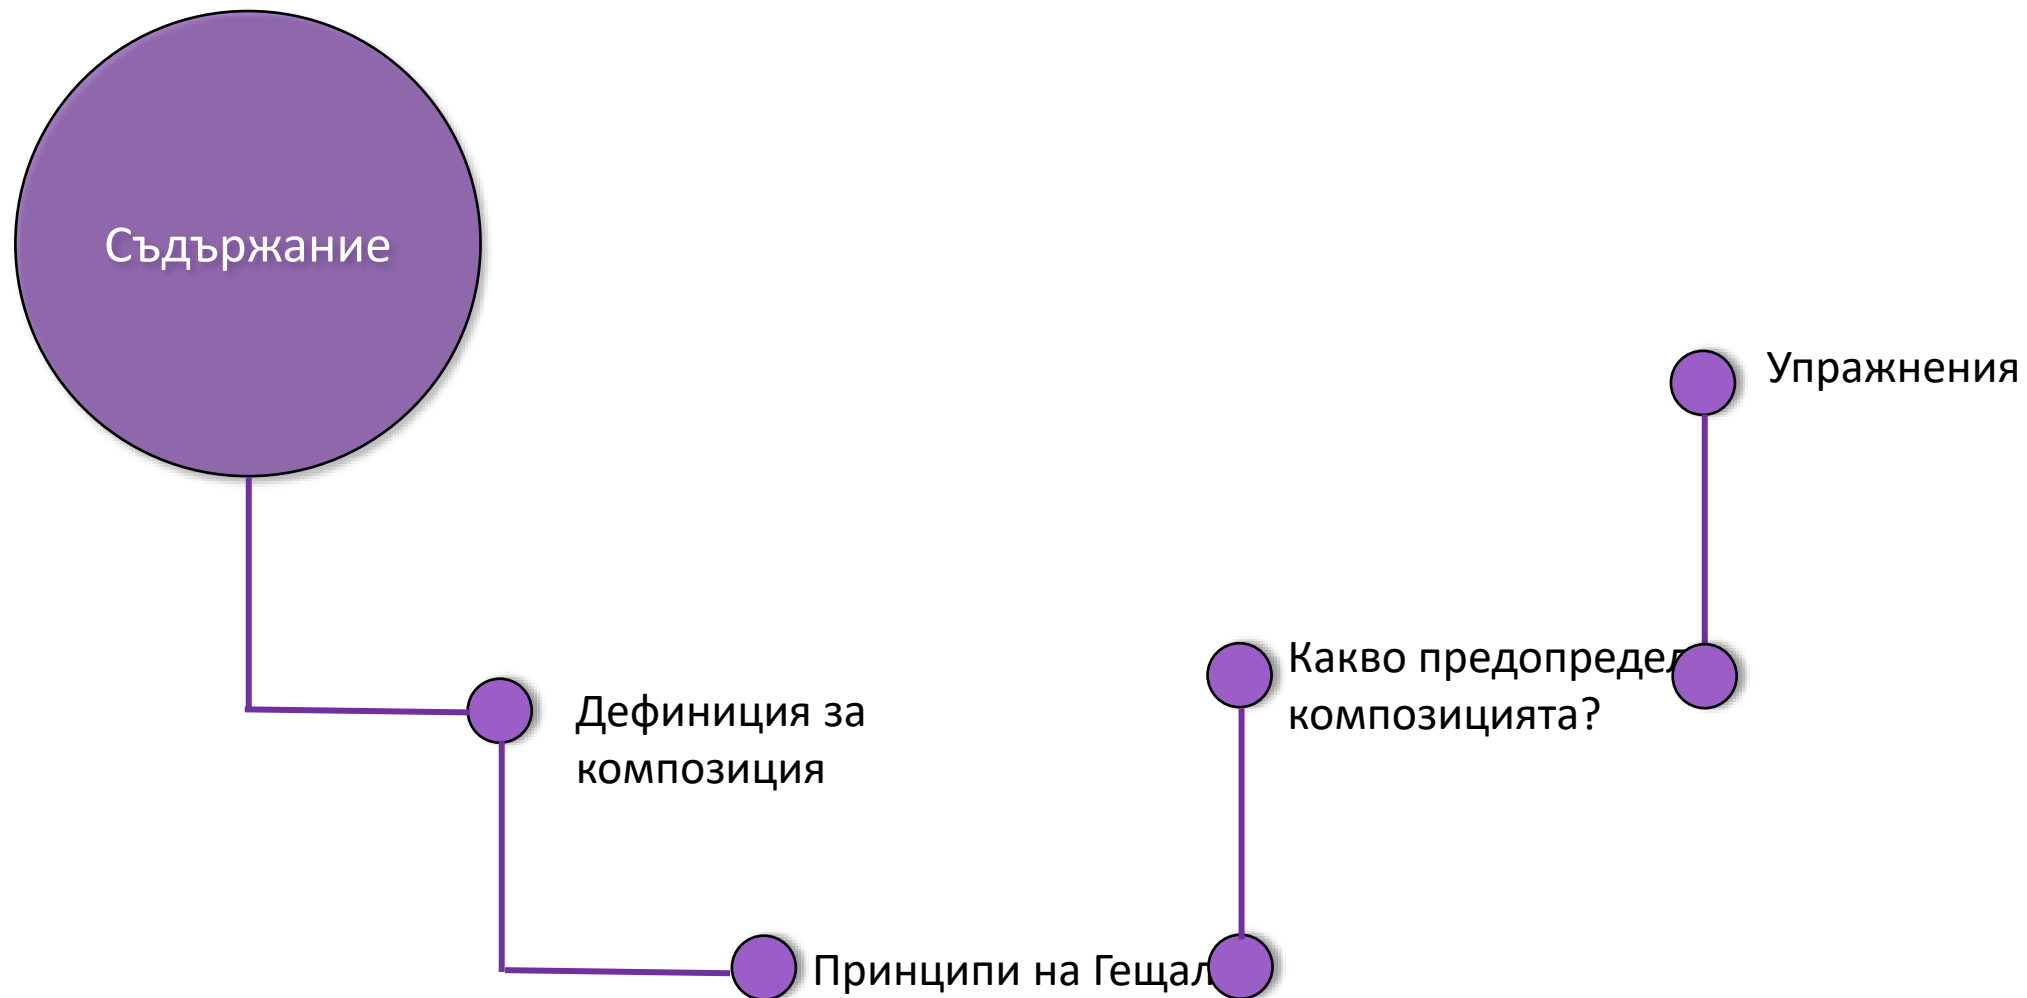 Съдържание
Дефиниция за
композиция
Принципи на Гещал
Какво предопредел
композицията?
Упражнения